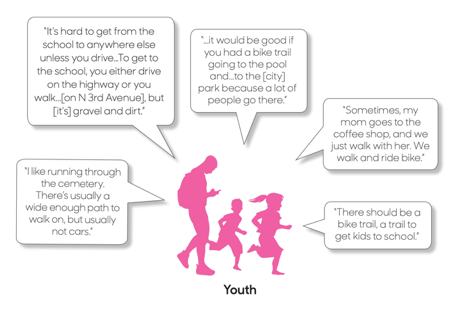 "It's hard to get from the
school to anywhere else
unless you drive...To get to
the school, you either drive
on the highway or you
walk...[on N 3rd Avenue], but
[it's] gravel and dirt."
"...it would be good if
you had a bike trail
going to the pool
and...to the [city]
park because a lot of
people go there."
"Sometimes, my
mom goes to the
coffee shop, and we
just walk with her. We
walk and ride bike."
"I like running through
the cemetery.
There's usually a
wide enough path to
walk on, but usually
not cars."
"There should be a
bike trail, a trail to
get kids to school."
Youth